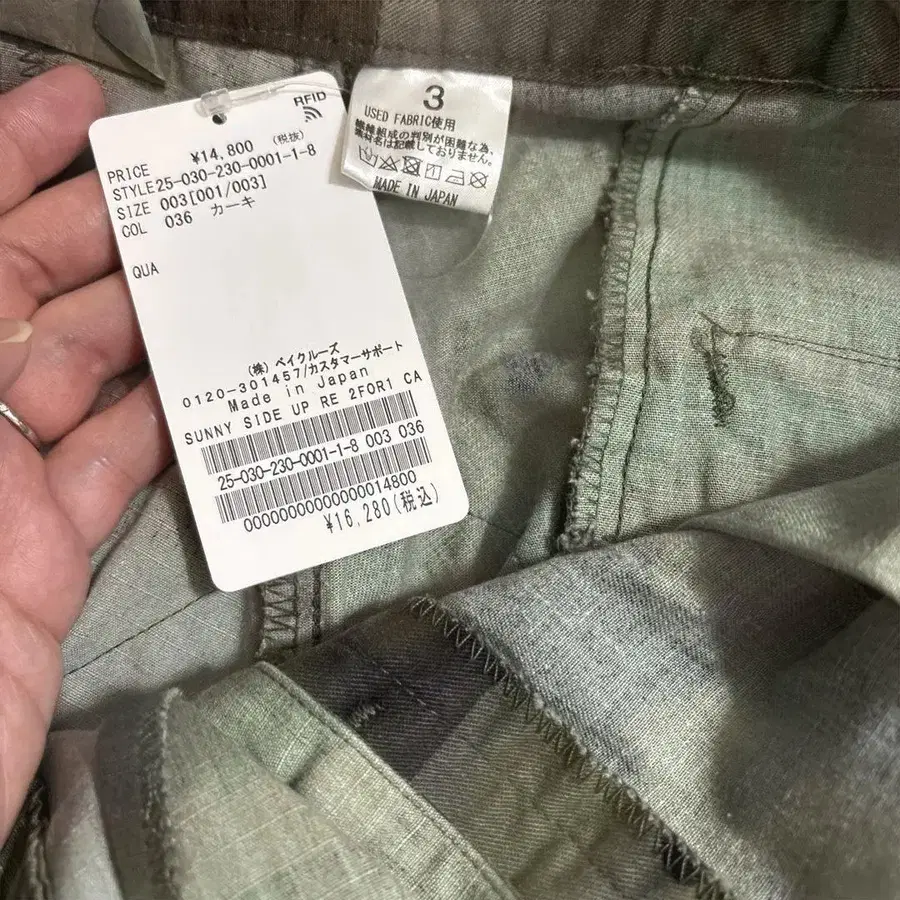 RFID
PRICE ¥14,800 (税抜)
STYLE25-030-230-0001-1-8
SIZE 003[001/003]
COL 036 カーキ
QUA
(株) ベイクルーズ
0120-301457/カスタマーサポート
Made in Japan
SUNNY SIDE UP RE 2FOR1 CA
25-030-230-0001-1-8 003 036
0000000000000014800
¥16,280(税込)
3
USED FABRIC使用
繊維組成の判別が困難な為、
素材名は記載しておりません。
MADE IN JAPAN